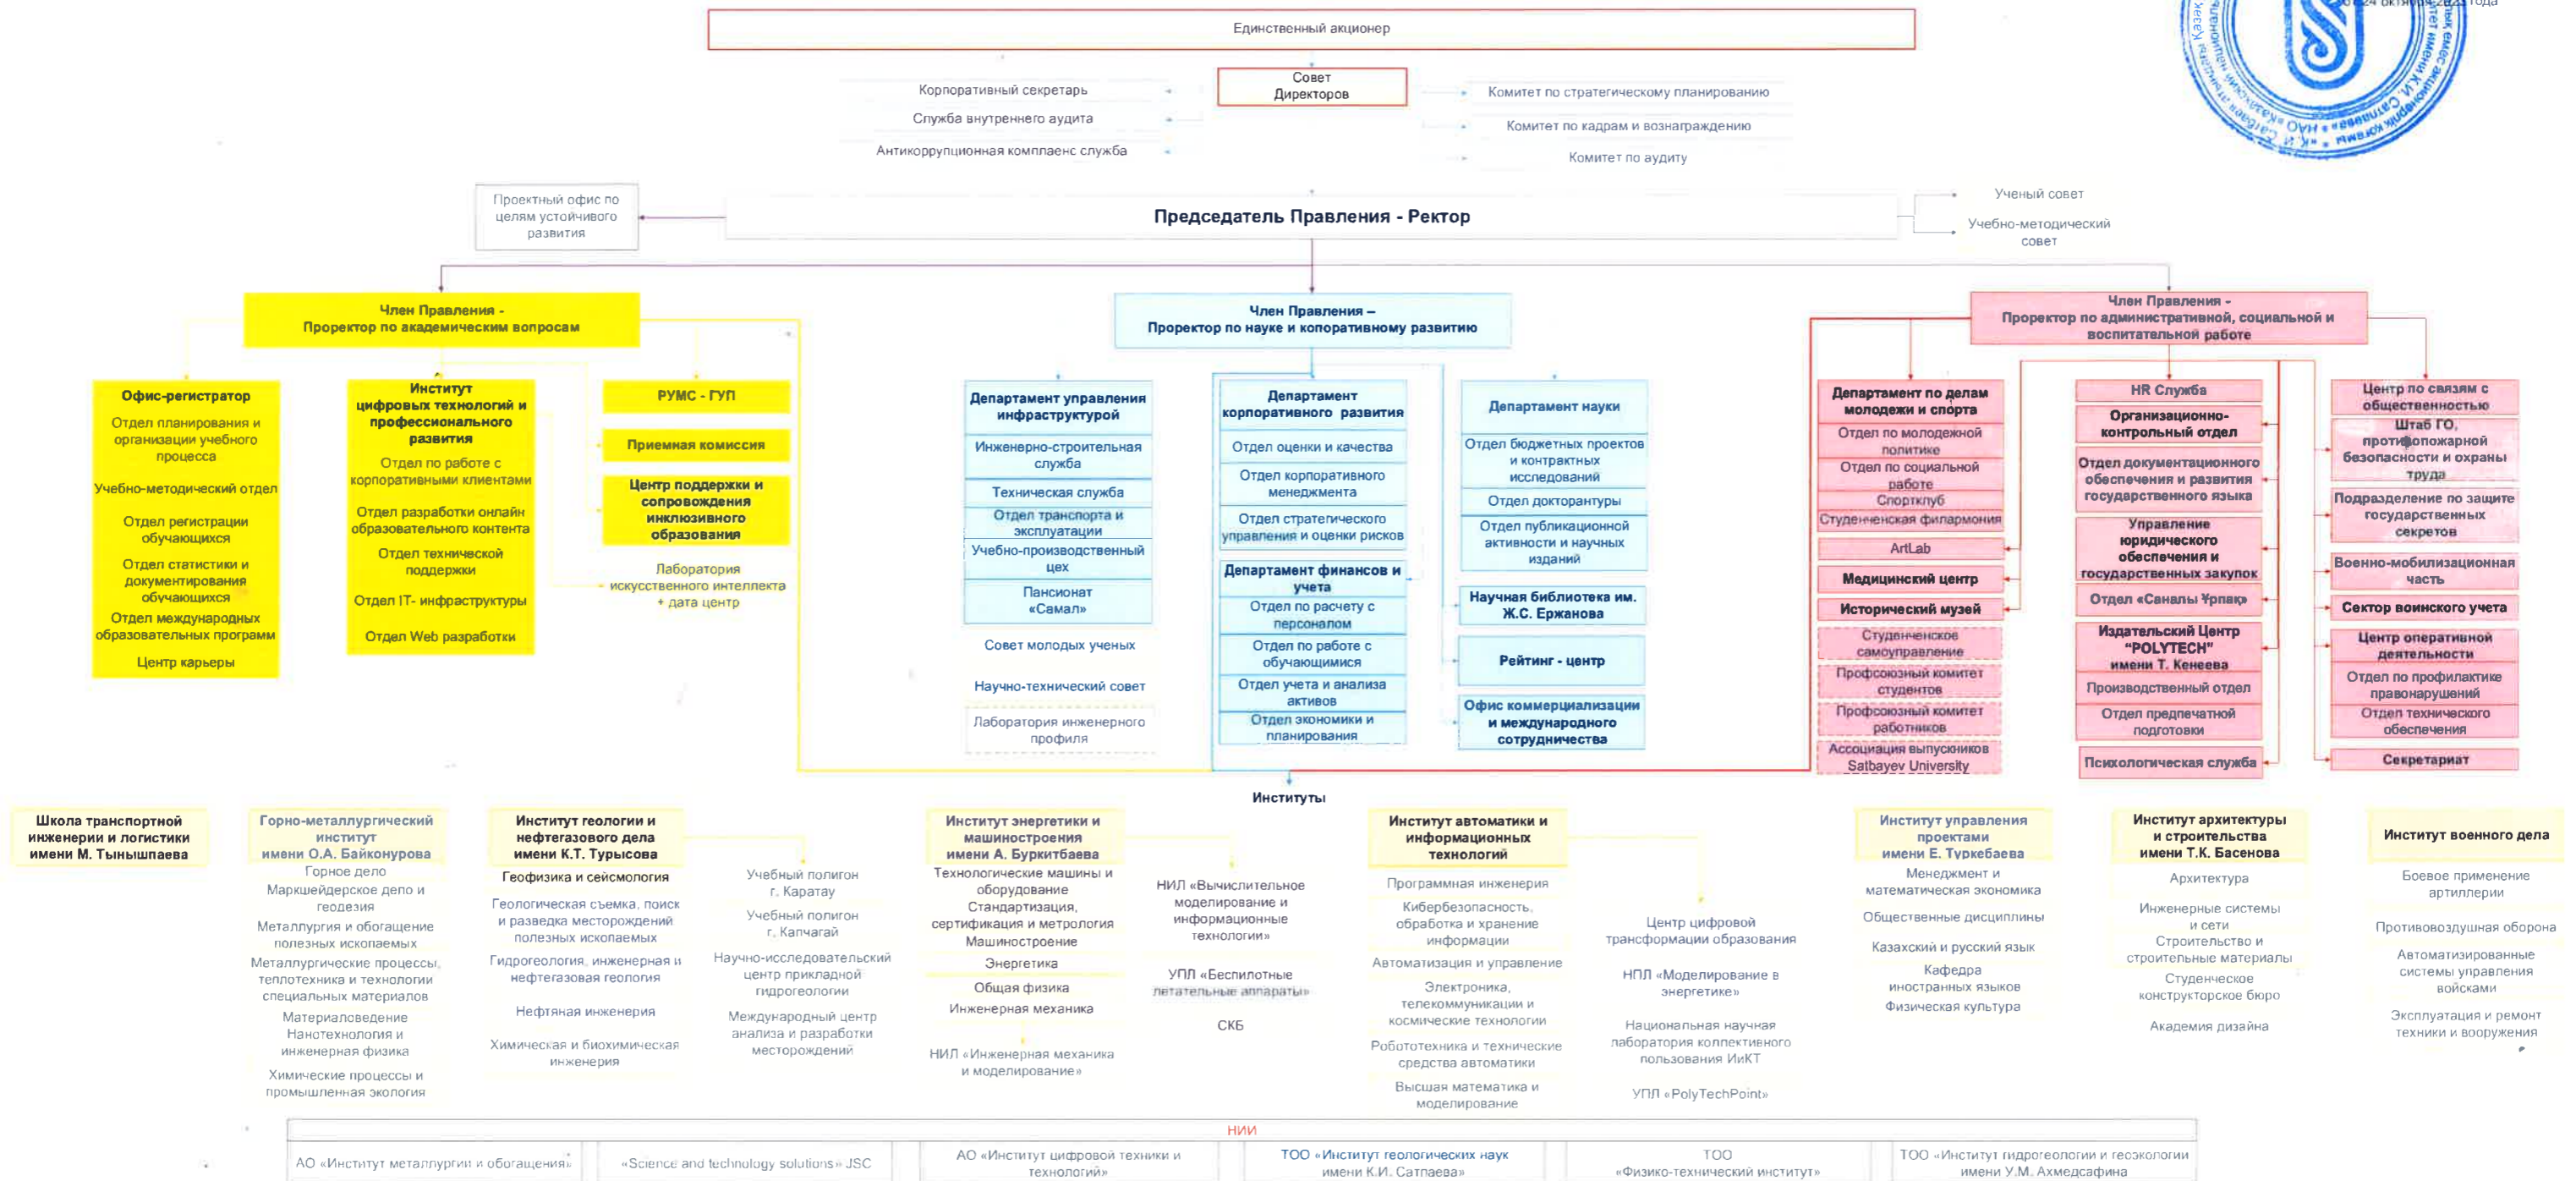 от 24 октября 2023 года
Единственный акционер
Совет
Директоров
Корпоративный секретарь
Служба внутреннего аудита
Антикоррупционная комплаенс служба
Комитет по стратегическому планированию
Комитет по кадрам и вознаграждению
Комитет по аудиту
Проектный офис по
целям устойчивого
развития
Председатель Правления - Ректор
Ученый совет
Учебно-методический
совет
Член Правления -
Проректор по академическим вопросам
Член Правления –
Проректор по науке и копоративному развитию
Член Правления -
Проректор по административной, социальной и
воспитательной работе
Офис-регистратор
Отдел планирования и
организации учебного
процесса
Учебно-методический отдел
Отдел регистрации
обучающихся
Отдел статистики и
документирования
обучающихся
Отдел международных
образовательных программ
Центр карьеры
Институт
цифровых технологий и
профессионального
развития
Отдел по работе с
корпоративными клиентами
Отдел разработки онлайн
образовательного контента
Отдел технической
поддержки
Отдел IT- инфраструктуры
Отдел Web разработки
РУМС - ГУП
Приемная комиссия
Центр поддержки и
сопровождения
инклюзивного
образования
Лаборатория
искусственного интеллекта
+ дата центр
Департамент управления
инфраструктурой
Инженерно-строительная
служба
Техническая служба
Отдел транспорта и
эксплуатации
Учебно-производственный
цех
Пансионат
«Самал»
Совет молодых ученых
Научно-технический совет
Лаборатория инженерного
профиля
Департамент
корпоративного развития
Отдел оценки и качества
Отдел корпоративного
менеджмента
Отдел стратегического
управления и оценки рисков
Департамент финансов и
учета
Отдел по расчету с
персоналом
Отдел по работе с
обучающимися
Отдел учета и анализа
активов
Отдел экономики и
планирования
Департамент науки
Отдел бюджетных проектов
и контрактных
исследований
Отдел докторантуры
Отдел публикационной
активности и научных
изданий
Научная библиотека им.
Ж.С. Ержанова
Рейтинг - центр
Офис коммерциализации
и международного
сотрудничества
Департамент по делам
молодежи и спорта
Отдел по молодежной
политике
Отдел по социальной
работе
Спортклуб
Студенческая филармония
ArtLab
Медицинский центр
Исторический музей
Студенческое
самоуправление
Профсоюзный комитет
студентов
Профсоюзный комитет
работников
Ассоциация выпускников
Satbayev University
HR Служба
Организационно-
контрольный отдел
Отдел документационного
обеспечения и развития
государственного языка
Управление
юридического
обеспечения и
государственных закупок
Отдел «Саналы Ұрпақ»
Издательский Центр
"POLYTECH"
имени Т. Кенеева
Производственный отдел
Отдел предпечатной
подготовки
Психологическая служба
Центр по связям с
общественностью
Штаб ГО,
противопожарной
безопасности и охраны
труда
Подразделение по защите
государственных
секретов
Военно-мобилизационная
часть
Сектор воинского учета
Центр оперативной
деятельности
Отдел по профилактике
правонарушений
Отдел технического
обеспечения
Секретариат
Институты
Школа транспортной
инженерии и логистики
имени М. Тынышпаева
Горно-металлургический
институт
имени О.А. Байконурова
Горное дело
Маркшейдерское дело и
геодезия
Металлургия и обогащение
полезных ископаемых
Металлургические процессы,
теплотехника и технологии
специальных материалов
Материаловедение
Нанотехнология и
инженерная физика
Химические процессы и
промышленная экология
Институт геологии и
нефтегазового дела
имени К.Т. Турысова
Геофизика и сейсмология
Геологическая съемка, поиск
и разведка месторождений
полезных ископаемых
Гидрогеология, инженерная и
нефтегазовая геология
Нефтяная инженерия
Химическая и биохимическая
инженерия
Учебный полигон
г. Каратау
Учебный полигон
г. Капчагай
Научно-исследовательский
центр прикладной
гидрогеологии
Международный центр
анализа и разработки
месторождений
Институт энергетики и
машиностроения
имени А. Буркитбаева
Технологические машины и
оборудование
Стандартизация,
сертификация и метрология
Машиностроение
Энергетика
Общая физика
Инженерная механика
НИЛ «Инженерная механика
и моделирование»
НИЛ «Вычислительное
моделирование и
информационные
технологии»
УПЛ «Беспилотные
летательные аппараты»
СКБ
Институт автоматики и
информационных
технологий
Программная инженерия
Кибербезопасность,
обработка и хранение
информации
Автоматизация и управление
Электроника,
телекоммуникации и
космические технологии
Робототехника и технические
средства автоматики
Высшая математика и
моделирование
Центр цифровой
трансформации образования
НПЛ «Моделирование в
энергетике»
Национальная научная
лаборатория коллективного
пользования ИиКТ
УПЛ «PolyTechPoint»
Институт управления
проектами
имени Е. Туркебаева
Менеджмент и
математическая экономика
Общественные дисциплины
Казахский и русский язык
Кафедра
иностранных языков
Физическая культура
Институт архитектуры
и строительства
имени Т.К. Басенова
Архитектура
Инженерные системы
и сети
Строительство и
строительные материалы
Студенческое
конструкторское бюро
Академия дизайна
Институт военного дела
Боевое применение
артиллерии
Противовоздушная оборона
Автоматизированные
системы управления
войсками
Эксплуатация и ремонт
техники и вооружения
НИИ
АО «Институт металлургии и обогащения»
«Science and technology solutions» JSC
АО «Институт цифровой техники и
технологий»
ТОО «Институт геологических наук
имени К.И. Сатпаева»
ТОО
«Физико-технический институт»
ТОО «Институт гидрогеологии и геоэкологии
имени У.М. Ахмедсафина